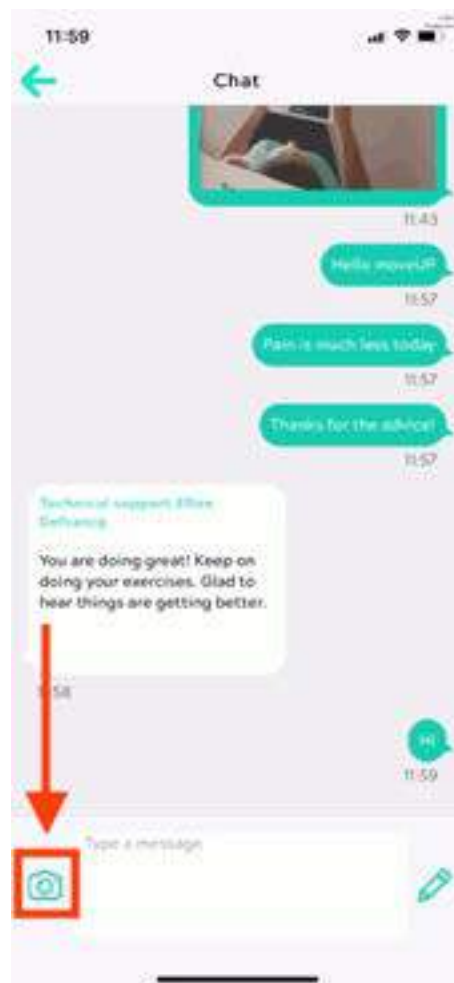 11:59
Chat
11:43
Hello moveUP
11:57
Pain is much less today
11:57
Thanks for the advice!
11:57
Technical support
You are doing great! Keep on
doing your exercises. Glad to
hear things are getting better.
11:58
Hi
11:59
Type a message